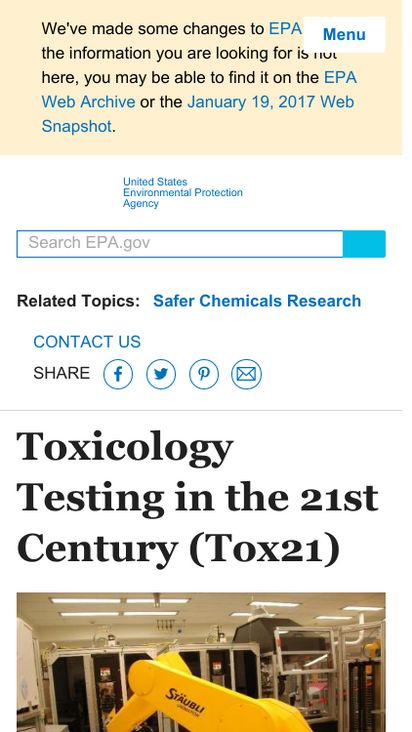 We've made some changes to EPA
Menu
the information you are looking for is not
here, you may be able to find it on the EPA
Web Archive or the January 19, 2017 Web
Snapshot.
United States
Environmental Protection
Agency
Search EPA.gov
Related Topics: Safer Chemicals Research
CONTACT US
SHARE
Toxicology
Testing in the 21st
Century (Tox21)
STÄUBLI